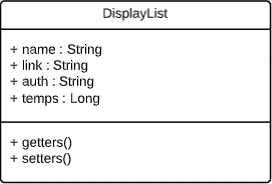 DisplayList
+ name : String
+ link : String
+ auth : String
+ temps : Long
+ getters()
+ setters()